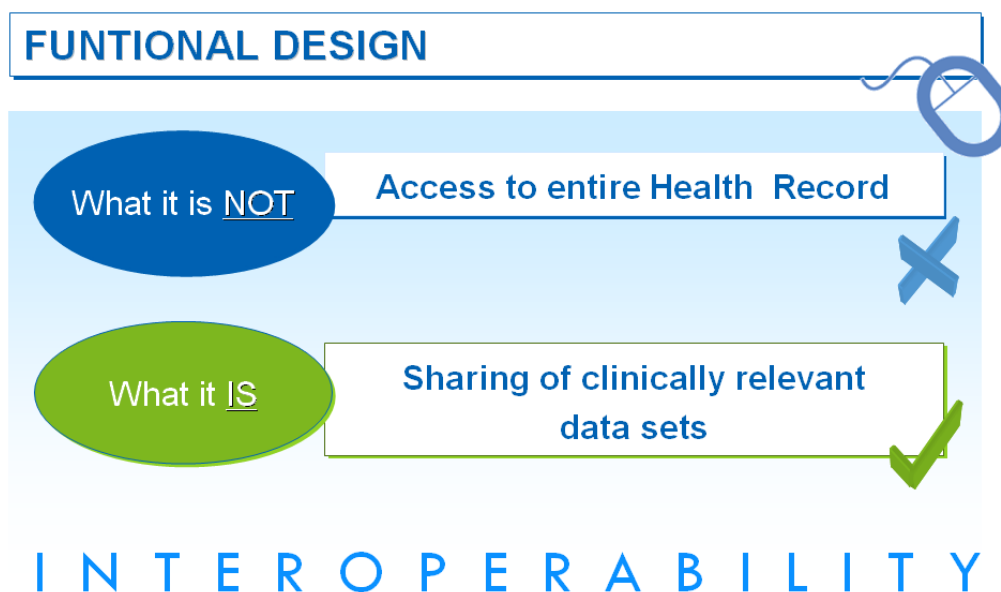 FUNTIONAL DESIGN
What it is NOT
Access to entire Health Record
What it IS
Sharing of clinically relevant
data sets
INTEROPERABILITY